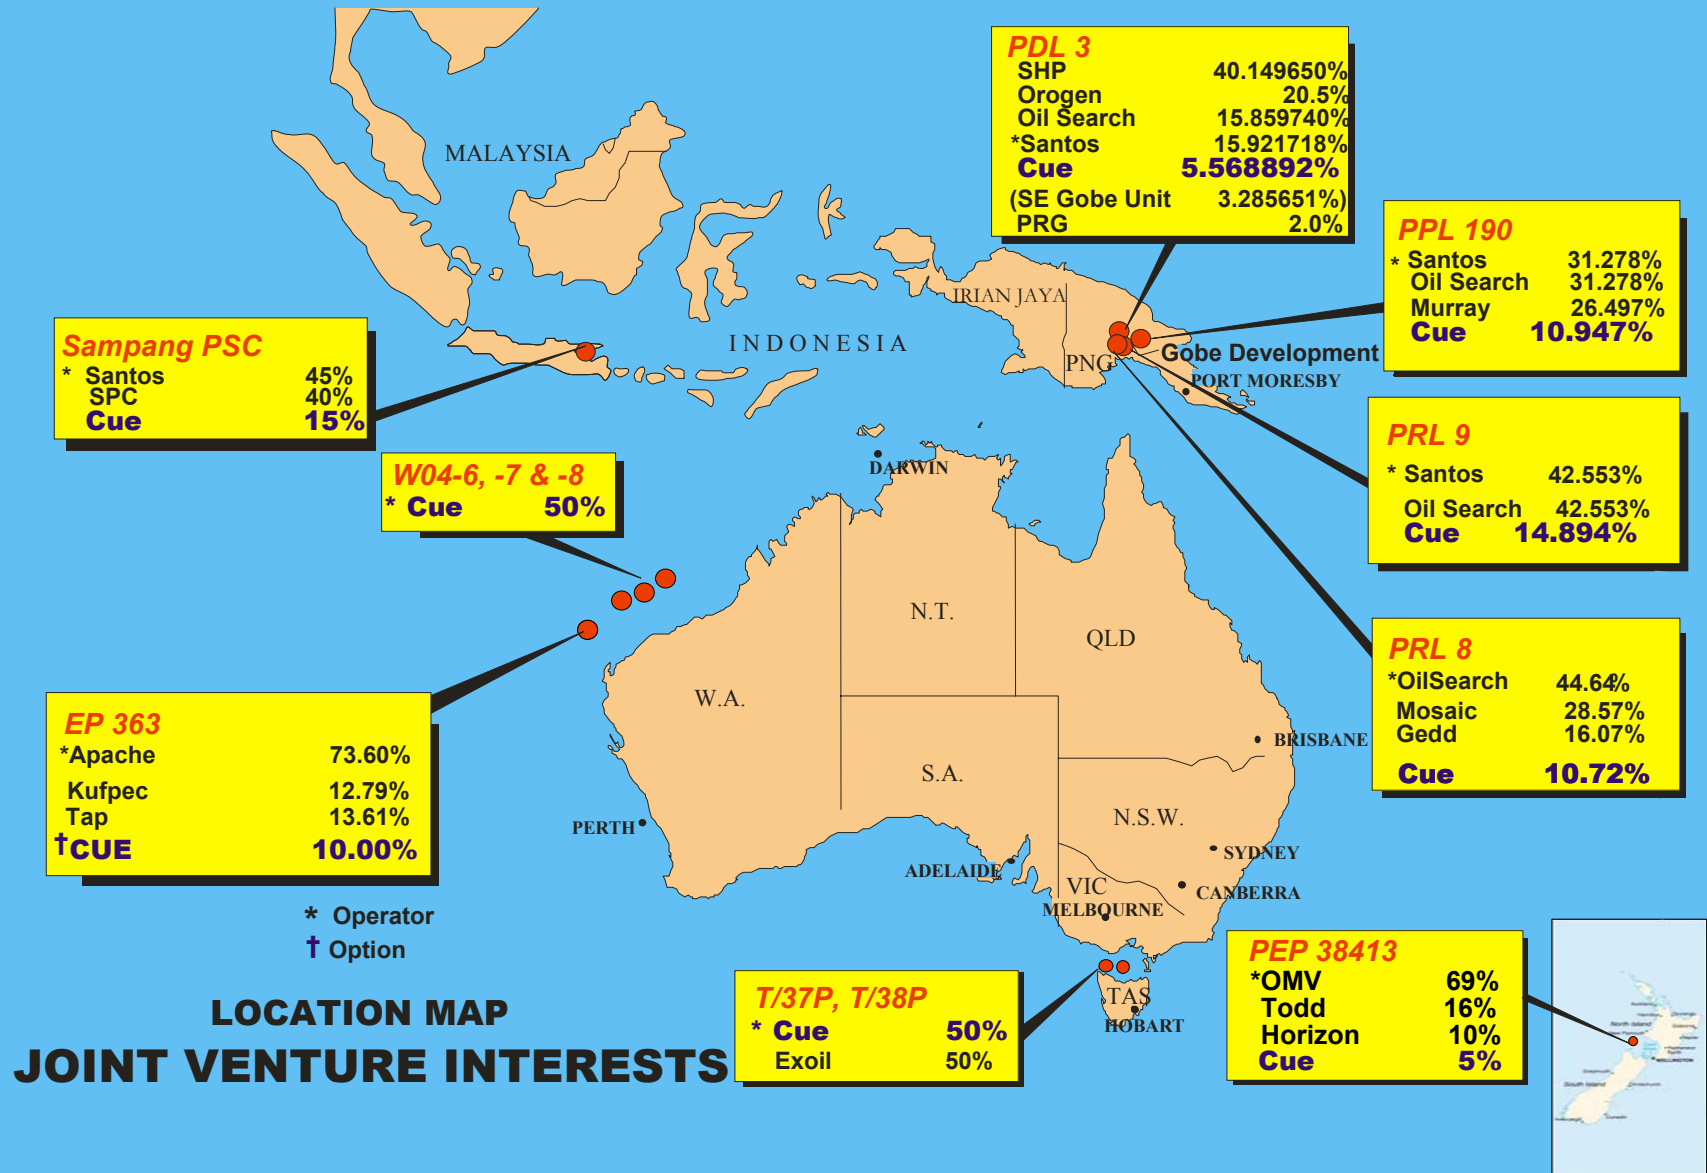 PDL 3
SHP 40.149650%
Orogen 20.5%
Oil Search 15.859740%
*Santos 15.921718%
Cue 5.568892%
(SE Gobe Unit 3.285651%)
PRG 2.0%
MALAYSIA
PPL 190
* Santos 31.278%
Oil Search 31.278%
Murray 26.497%
Cue 10.947%
IRIAN JAYA
INDONESIA
Sampang PSC
* Santos 45%
SPC 40%
Cue 15%
PNG
Gobe Development
PORT MORESBY
PRL 9
* Santos 42.553%
Oil Search 42.553%
Cue 14.894%
W04-6, -7 & -8
* Cue 50%
DARWIN
N.T.
QLD
W.A.
PRL 8
*OilSearch 44.64%
Mosaic 28.57%
Gedd 16.07%
Cue 10.72%
EP 363
*Apache 73.60%
Kufpec 12.79%
Tap 13.61%
†CUE 10.00%
BRISBANE
S.A.
N.S.W.
PERTH
SYDNEY
ADELAIDE
VIC
CANBERRA
MELBOURNE
* Operator
† Option
LOCATION MAP
JOINT VENTURE INTERESTS
T/37P, T/38P
* Cue 50%
Exoil 50%
TAS
HOBART
PEP 38413
*OMV 69%
Todd 16%
Horizon 10%
Cue 5%
North Island
WELLINGTON
South Island